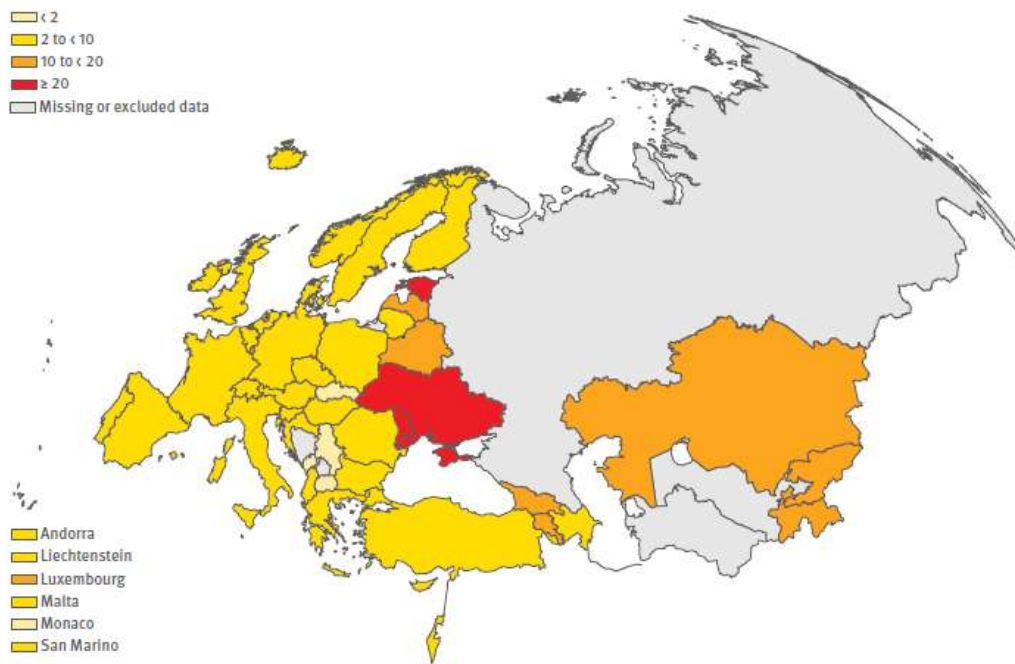 < 2
2 to < 10
10 to < 20
≥ 20
Missing or excluded data
Andorra
Liechtenstein
Luxembourg
Malta
Monaco
San Marino